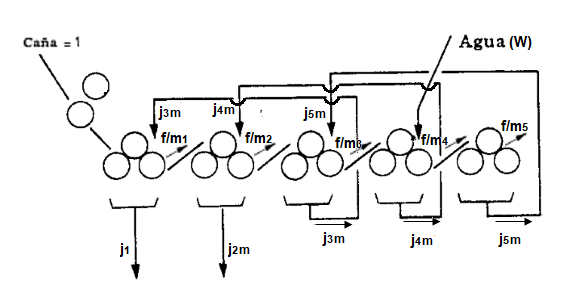 Caña = 1
Agua (W)
j3m
j4m
j5m
f/m1
f/m2
f/m3
f/m4
f/m5
j3m
j4m
j5m
j1
j2m